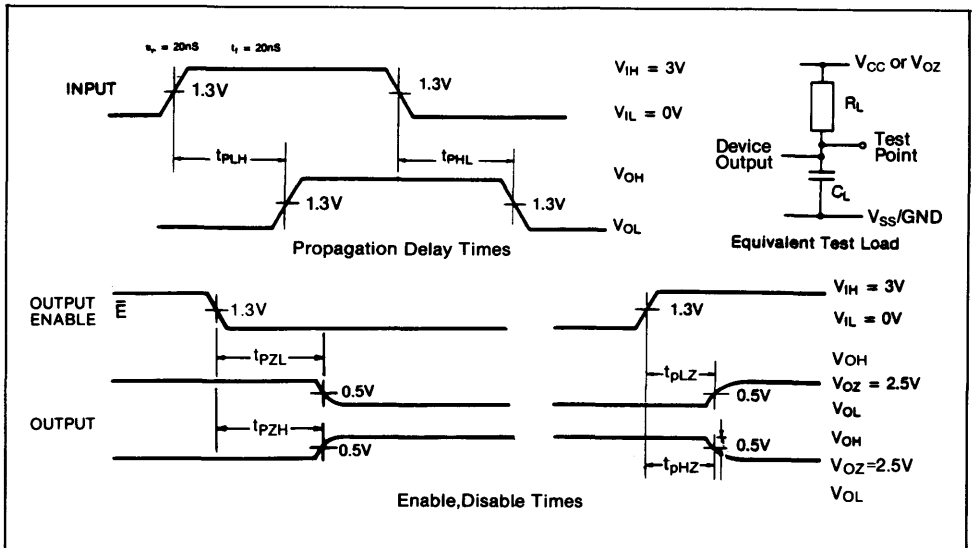 tr = 20nS    tf = 20nS
INPUT
1.3V
1.3V
VIH = 3V
VIL = 0V
tPLH
tPHL
VOH
1.3V
1.3V
VOL
Propagation Delay Times
VCC or VOZ
RL
Device
Output
Test
Point
CL
VSS/GND
Equivalent Test Load
OUTPUT
ENABLE
E̅
1.3V
1.3V
VIH = 3V
VIL = 0V
tPZL
0.5V
tpLZ
0.5V
VOH
VOZ = 2.5V
VOL
OUTPUT
tPZH
0.5V
tpHZ
0.5V
VOH
VOZ=2.5V
VOL
Enable,Disable Times